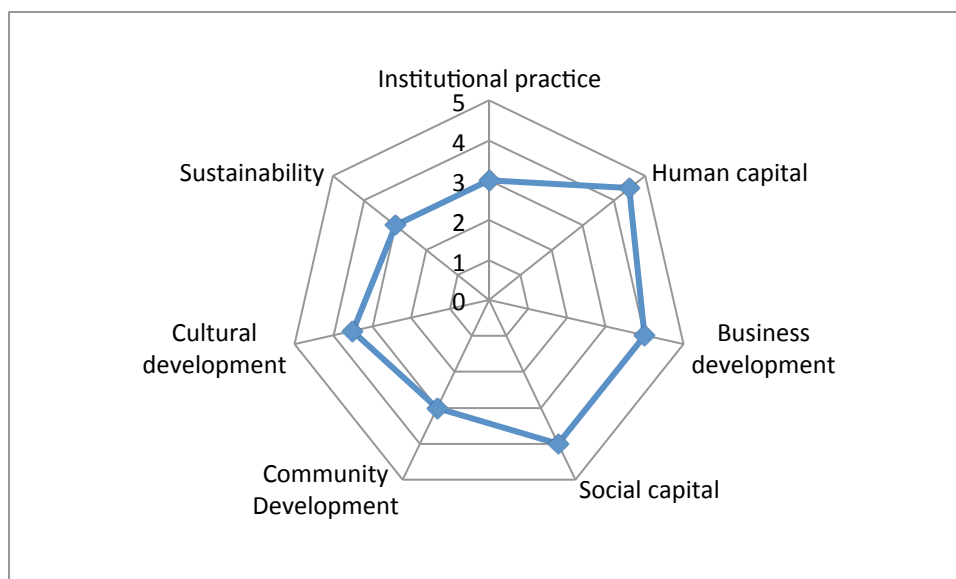 Institutional practice
5
4
3
2
1
0
Human capital
Business
development
Social capital
Community
Development
Cultural
development
Sustainability